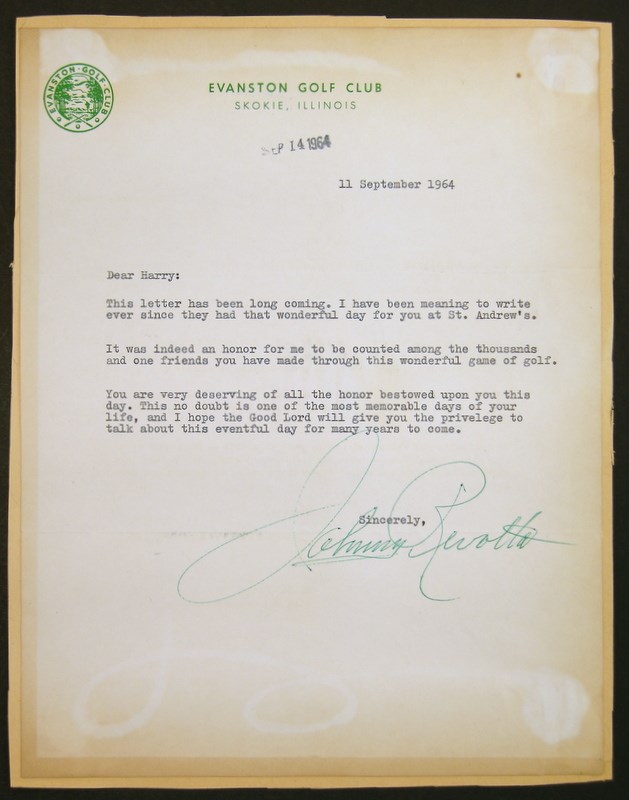 EVANSTON·GOLF·CLUB
EVANSTON GOLF CLUB
SKOKIE, ILLINOIS
SEP 14 1964
11 September 1964
Dear Harry:
This letter has been long coming. I have been meaning to write
ever since they had that wonderful day for you at St. Andrew's.
It was indeed an honor for me to be counted among the thousands
and one friends you have made through this wonderful game of golf.
You are very deserving of all the honor bestowed upon you this
day. This no doubt is one of the most memorable days of your
life, and I hope the Good Lord will give you the privelege to
talk about this eventful day for many years to come.
Sincerely,
Johnny Revolta